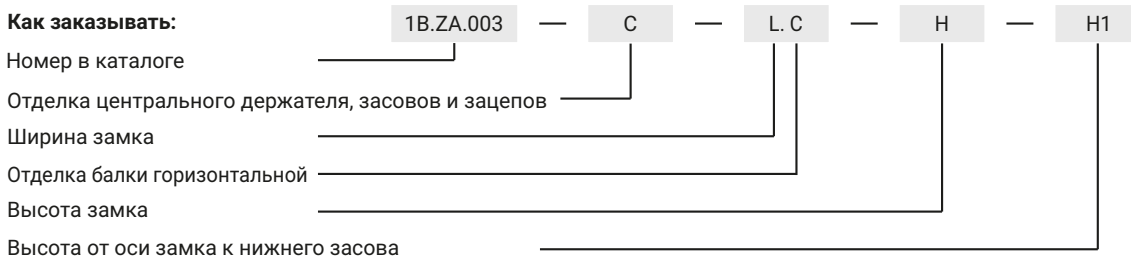 Как заказывать: 1B.ZA.003 — C — L. C — H — H1
Номер в каталоге
Отделка центрального держателя, засовов и зацепов
Ширина замка
Отделка балки горизонтальной
Высота замка
Высота от оси замка к нижнего засова